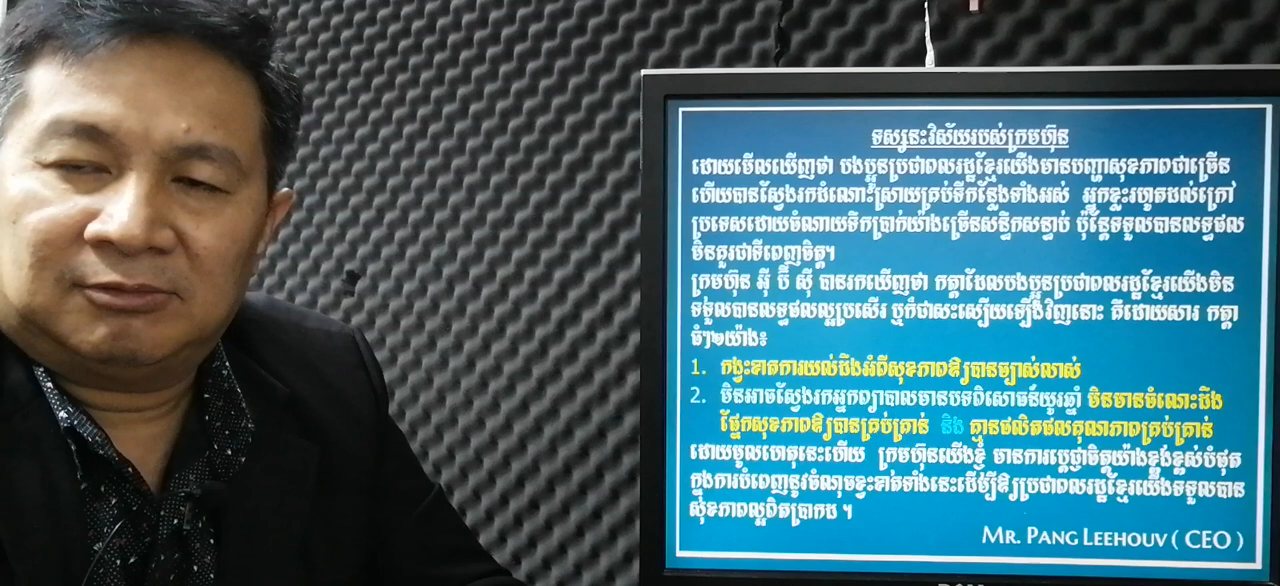 ទស្សនះវិស័យរបស់ក្រុមហ៊ុន
ដោយមើលឃើញថា បងប្អូនប្រជាពលរដ្ឋខ្មែរយើងមានបញ្ហាសុខភាពជាច្រើន
ហើយបានស្វែងរកដំណោះស្រាយគ្រប់ទីកន្លែងទាំងអស់ អ្នកខ្លះរហូតដល់ក្រៅ
ប្រទេសដោយចំណាយទឹកប្រាក់យ៉ាងច្រើនសន្ធឹកសន្ធាប់ ប៉ុន្តែទទួលបានលទ្ធផល
មិនគួរជាទីពេញចិត្ត។
ក្រុមហ៊ុន អ៊ី ប៊ី ស៊ី បានរកឃើញថា កត្តាដែលបងប្អូនប្រជាពលរដ្ឋខ្មែរយើងមិន
ទទួលបានលទ្ធផលល្អប្រសើរ ឬក៏ជាសះស្បើយឡើងវិញនោះ គឺដោយសារ កត្តា
ធំៗ២យ៉ាង៖
1. កង្វះខាតការយល់ដឹងអំពីសុខភាពឱ្យបានច្បាស់លាស់
2. មិនអាចស្វែងរកអ្នកព្យាបាលមានបទពិសោធន៍យូរឆ្នាំ មិនមានចំណេះដឹង
ផ្នែកសុខភាពឱ្យបានគ្រប់គ្រាន់ និង គ្មានផលិតផលគុណភាពគ្រប់គ្រាន់
ដោយមូលហេតុនេះហើយ ក្រុមហ៊ុនយើងខ្ញុំ មានការប្តេជ្ញាចិត្តយ៉ាងខ្ពង់ខ្ពស់បំផុត
ក្នុងការបំពេញនូវចំណុចខ្វះខាតទាំងនេះដើម្បីឱ្យប្រជាពលរដ្ឋខ្មែរយើងទទួលបាន
សុខភាពល្អពិតប្រាកដ ។
MR. PANG LEEHOUV ( CEO )